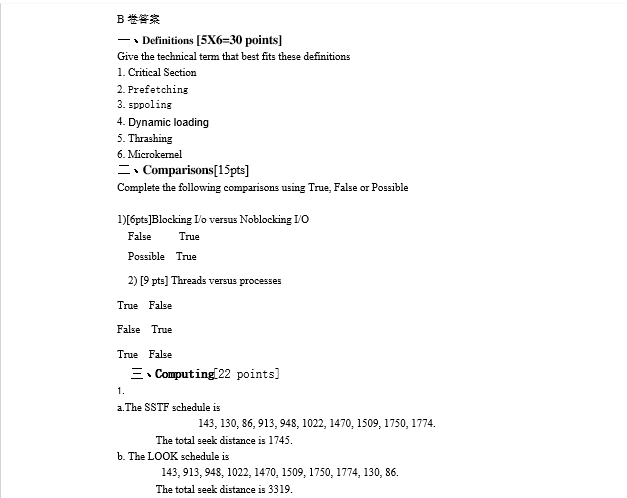 B 卷答案
一、Definitions [5X6=30 points]
Give the technical term that best fits these definitions
1. Critical Section
2. Prefetching
3. sppoling
4. Dynamic loading
5. Thrashing
6. Microkernel
二、Comparisons[15pts]
Complete the following comparisons using True, False or Possible
1)[6pts]Blocking I/o versus Noblocking I/O
False True
Possible True
2) [9 pts] Threads versus processes
True False
False True
True False
三、Computing[22 points]
1.
a.The SSTF schedule is
143, 130, 86, 913, 948, 1022, 1470, 1509, 1750, 1774.
The total seek distance is 1745.
b. The LOOK schedule is
143, 913, 948, 1022, 1470, 1509, 1750, 1774, 130, 86.
The total seek distance is 3319.